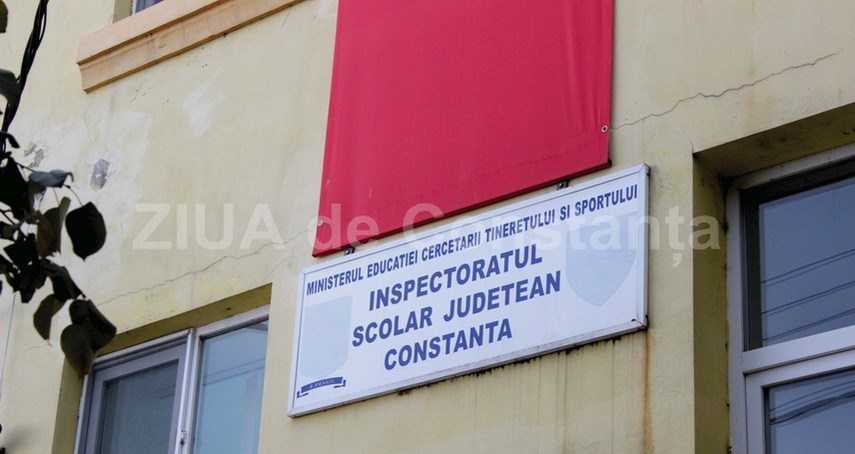 MINISTERUL EDUCATIEI CERCETARII TINERETULUI SI SPORTULUI
INSPECTORATUL
SCOLAR JUDETEAN
CONSTANTA
ZIUA de Constanța